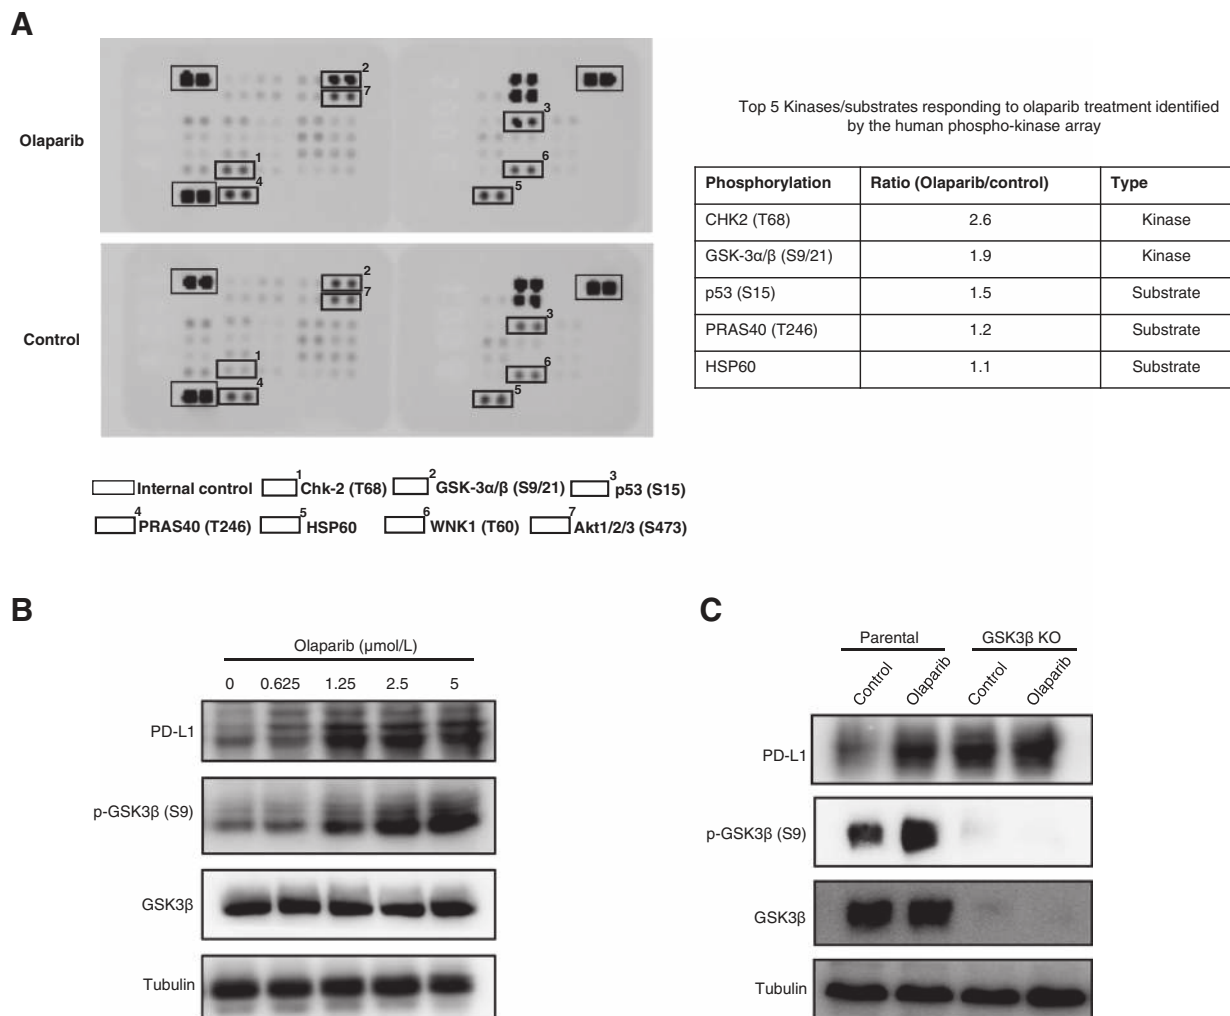 A
Olaparib
2
7
1
4
3
6
5
Control
2
7
1
4
3
6
5
Top 5 Kinases/substrates responding to olaparib treatment identified
by the human phospho-kinase array
Phosphorylation Ratio (Olaparib/control) Type
CHK2 (T68) 2.6 Kinase
GSK-3α/β (S9/21) 1.9 Kinase
p53 (S15) 1.5 Substrate
PRAS40 (T246) 1.2 Substrate
HSP60 1.1 Substrate
Internal control 1 Chk-2 (T68) 2 GSK-3α/β (S9/21) 3 p53 (S15)
4 PRAS40 (T246) 5 HSP60 6 WNK1 (T60) 7 Akt1/2/3 (S473)
B
Olaparib (µmol/L)
0 0.625 1.25 2.5 5
PD-L1
p-GSK3β (S9)
GSK3β
Tubulin
C
Parental GSK3β KO
Control Olaparib Control Olaparib
PD-L1
p-GSK3β (S9)
GSK3β
Tubulin